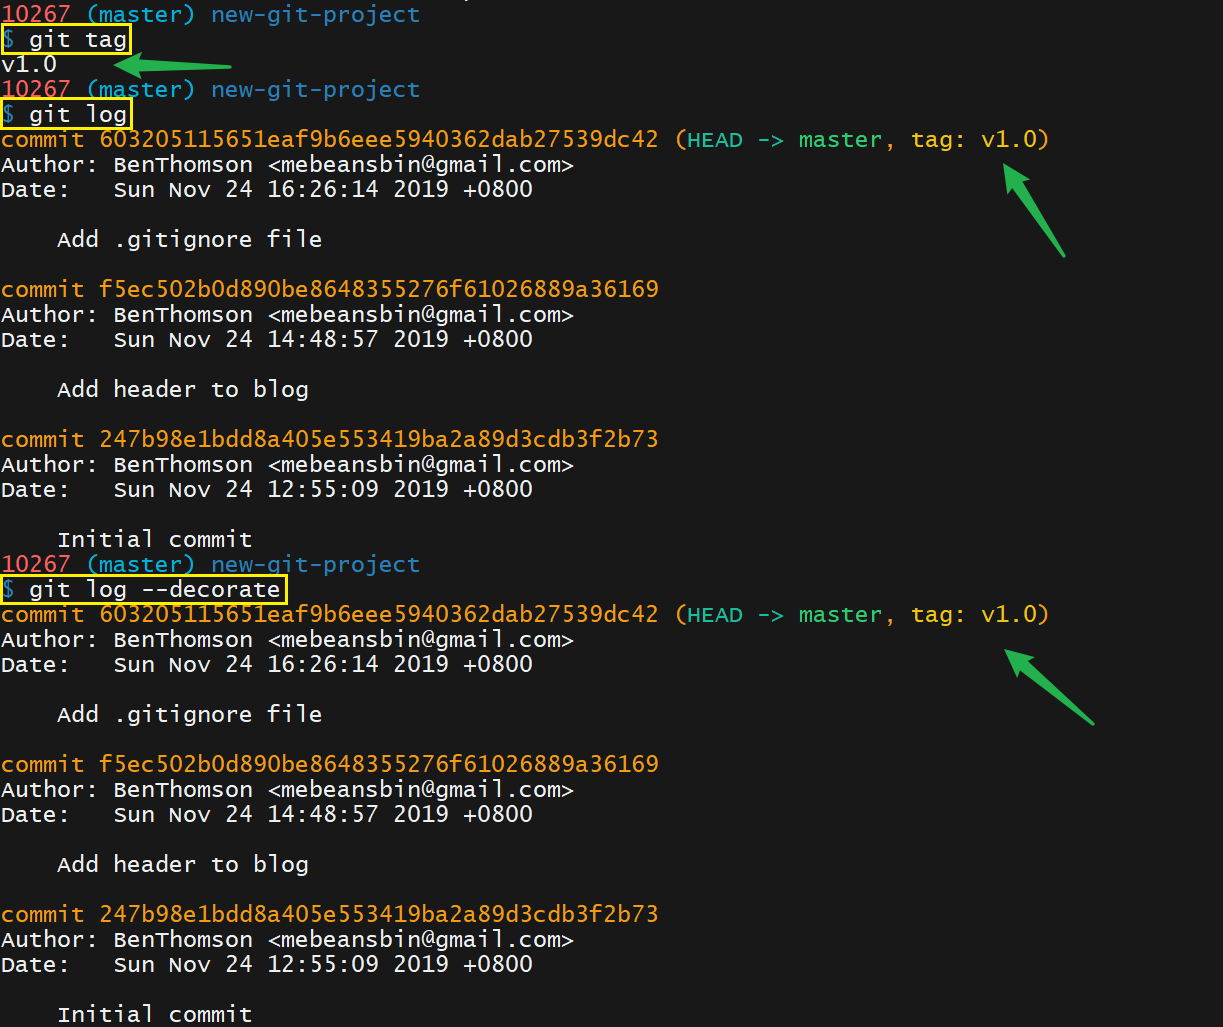 10267 (master) new-git-project
$ git tag
v1.0
10267 (master) new-git-project
$ git log
commit 603205115651eaf9b6eee5940362dab27539dc42 (HEAD -> master, tag: v1.0)
Author: BenThomson <mebeansbin@gmail.com>
Date:   Sun Nov 24 16:26:14 2019 +0800
    Add .gitignore file
commit f5ec502b0d890be8648355276f61026889a36169
Author: BenThomson <mebeansbin@gmail.com>
Date:   Sun Nov 24 14:48:57 2019 +0800
    Add header to blog
commit 247b98e1bdd8a405e553419ba2a89d3cdb3f2b73
Author: BenThomson <mebeansbin@gmail.com>
Date:   Sun Nov 24 12:55:09 2019 +0800
    Initial commit
10267 (master) new-git-project
$ git log --decorate
commit 603205115651eaf9b6eee5940362dab27539dc42 (HEAD -> master, tag: v1.0)
Author: BenThomson <mebeansbin@gmail.com>
Date:   Sun Nov 24 16:26:14 2019 +0800
    Add .gitignore file
commit f5ec502b0d890be8648355276f61026889a36169
Author: BenThomson <mebeansbin@gmail.com>
Date:   Sun Nov 24 14:48:57 2019 +0800
    Add header to blog
commit 247b98e1bdd8a405e553419ba2a89d3cdb3f2b73
Author: BenThomson <mebeansbin@gmail.com>
Date:   Sun Nov 24 12:55:09 2019 +0800
    Initial commit